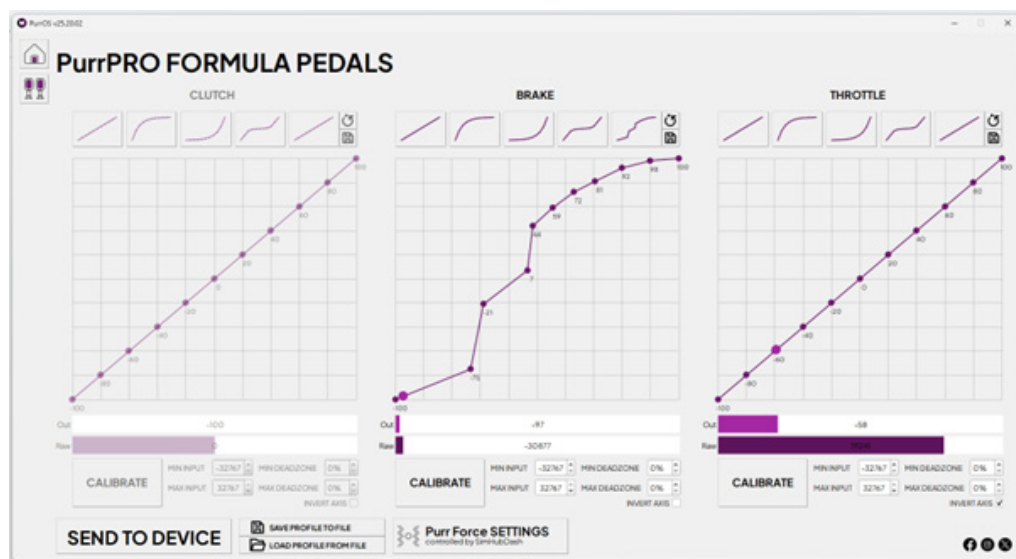 PurrOS v25.20.02
PurrPRO FORMULA PEDALS
CLUTCH
100
80
60
40
20
0
-20
-40
-60
-80
-100
Out -100
Raw 0
CALIBRATE
MIN INPUT -32767 MIN DEADZONE 0%
MAX INPUT 32767 MAX DEADZONE 0%
INVERT AXIS
BRAKE
100
98
92
81
72
59
44
7
-21
-75
-100
Out -97
Raw -30877
CALIBRATE
MIN INPUT -32767 MIN DEADZONE 0%
MAX INPUT 32767 MAX DEADZONE 0%
INVERT AXIS
THROTTLE
100
80
60
40
20
-0
-20
-40
-60
-80
-100
Out -58
Raw
CALIBRATE
MIN INPUT -32767 MIN DEADZONE 0%
MAX INPUT 32767 MAX DEADZONE 0%
INVERT AXIS
SEND TO DEVICE
SAVE PROFILE TO FILE
LOAD PROFILE FROM FILE
Purr Force SETTINGS
controlled by SimHubDash